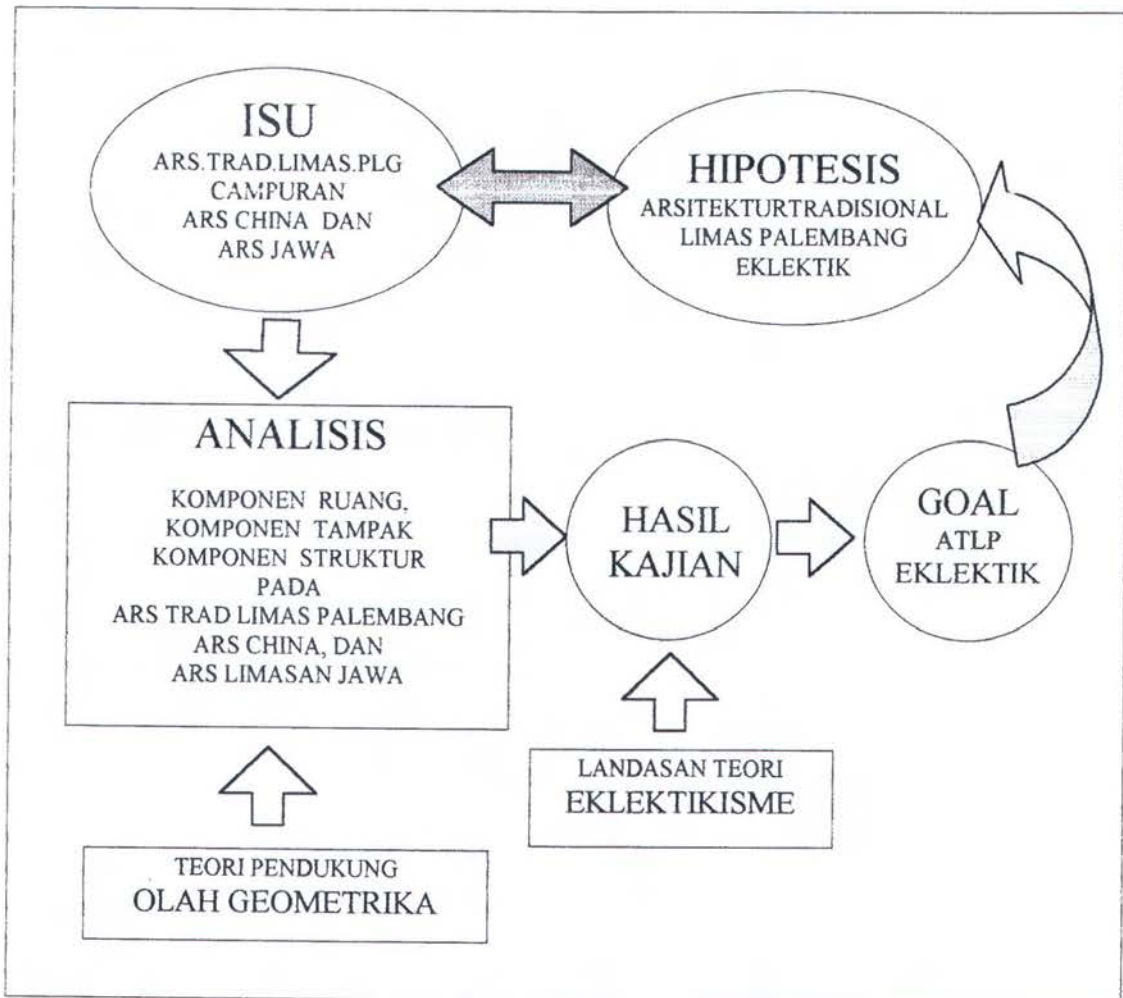 ISU
ARS.TRAD.LIMAS.PLG
CAMPURAN
ARS CHINA DAN
ARS JAWA
HIPOTESIS
ARSITEKTURTRADISIONAL
LIMAS PALEMBANG
EKLEKTIK
ANALISIS
KOMPONEN RUANG,
KOMPONEN TAMPAK
KOMPONEN STRUKTUR
PADA
ARS TRAD LIMAS PALEMBANG
ARS CHINA, DAN
ARS LIMASAN JAWA
HASIL
KAJIAN
GOAL
ATLP
EKLEKTIK
LANDASAN TEORI
EKLEKTIKISME
TEORI PENDUKUNG
OLAH GEOMETRIKA